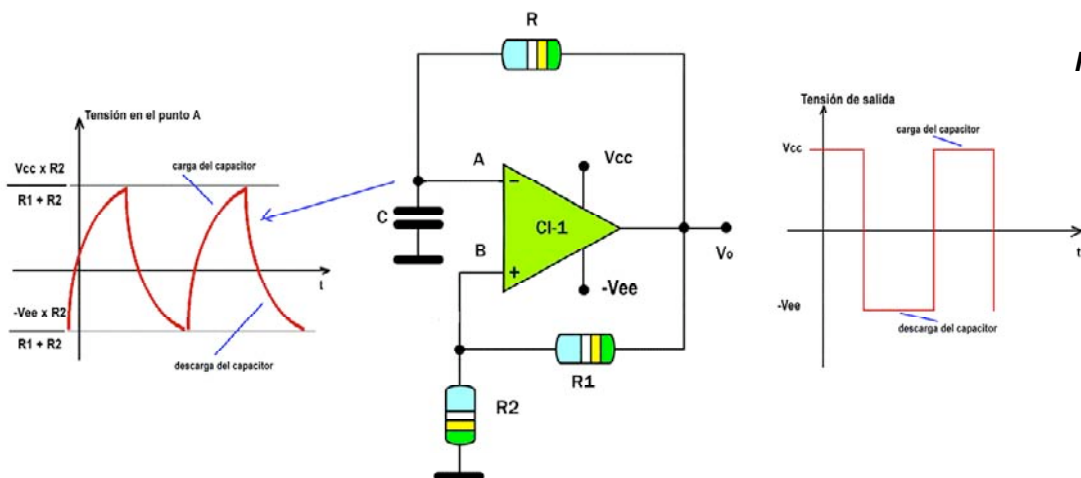 Tensión en el punto A
Vcc x R2
R1 + R2
carga del capacitor
-Vee x R2
R1 + R2
descarga del capacitor
t
R
A
C
B
-
+
CI-1
Vcc
-Vee
Vo
R1
R2
Tensión de salida
Vcc
carga del capacitor
t
-Vee
descarga del capacitor